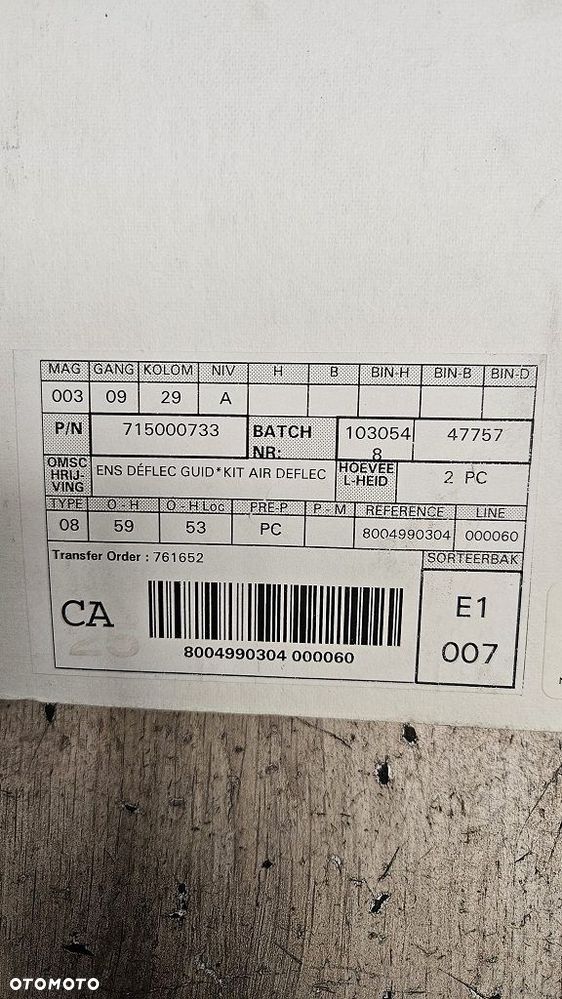 MAG GANG KOLOM NIV H B BIN-H BIN-B BIN-D
003 09 29 A
P/N 715000733 BATCH NR: 103054 47757
8
OMSC HRIJ- VING ENS DÉFLEC GUID*KIT AIR DEFLEC HOEVEE L-HEID 2 PC
TYPE O - H O - H Loc PRE-P P - M REFERENCE LINE
08 59 53 PC 8004990304 000060
Transfer Order : 761652 SORTEERBAK
CA E1
8004990304 000060 007
OTOMOTO